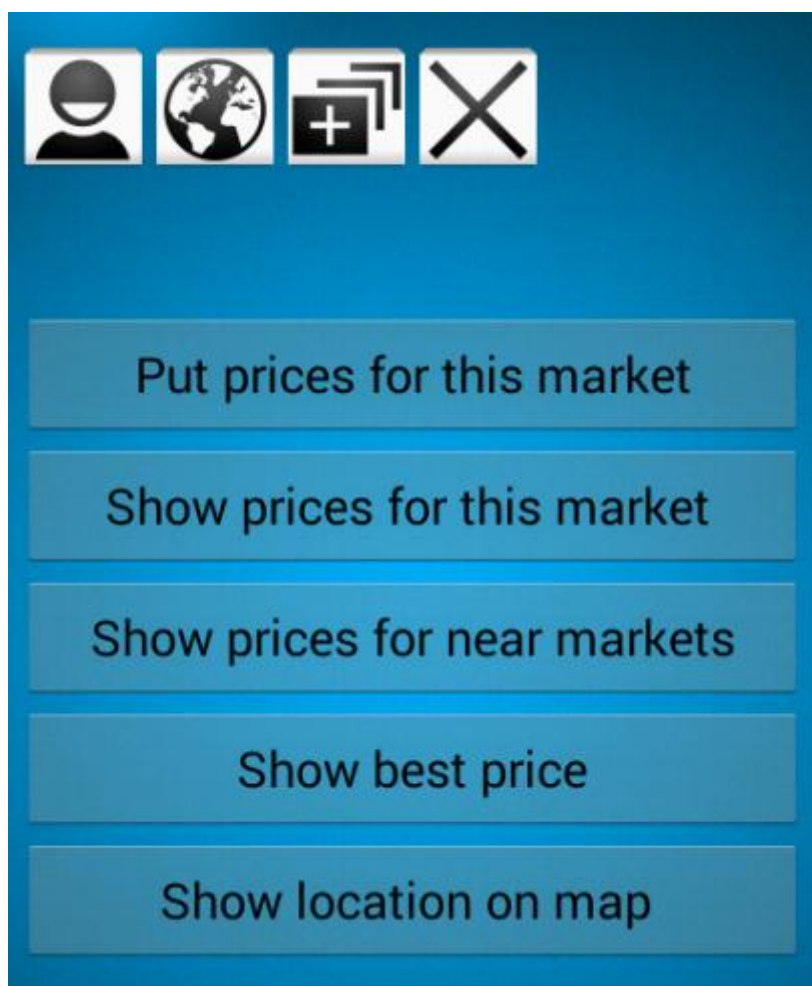 Put prices for this market
Show prices for this market
Show prices for near markets
Show best price
Show location on map